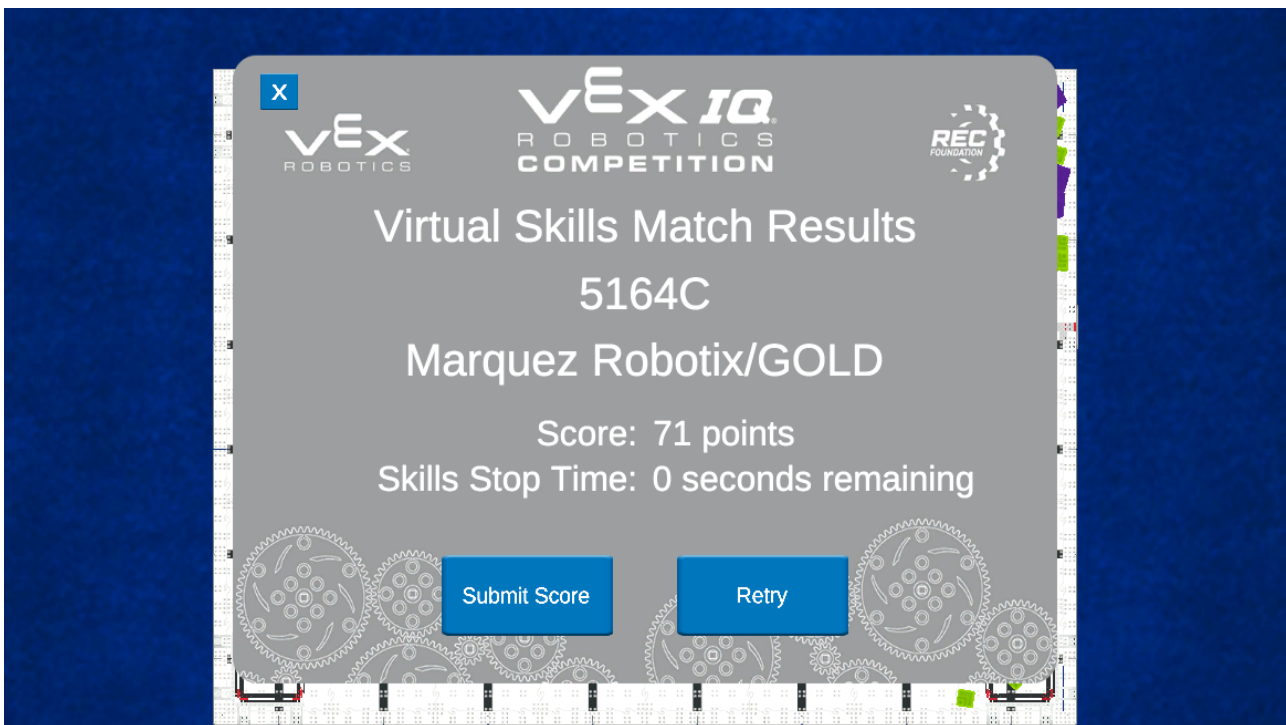 X
VEX
ROBOTICS
VEX IQ
ROBOTICS
COMPETITION
REC
FOUNDATION
Virtual Skills Match Results
5164C
Marquez Robotix/GOLD
Score: 71 points
Skills Stop Time: 0 seconds remaining
Submit Score
Retry